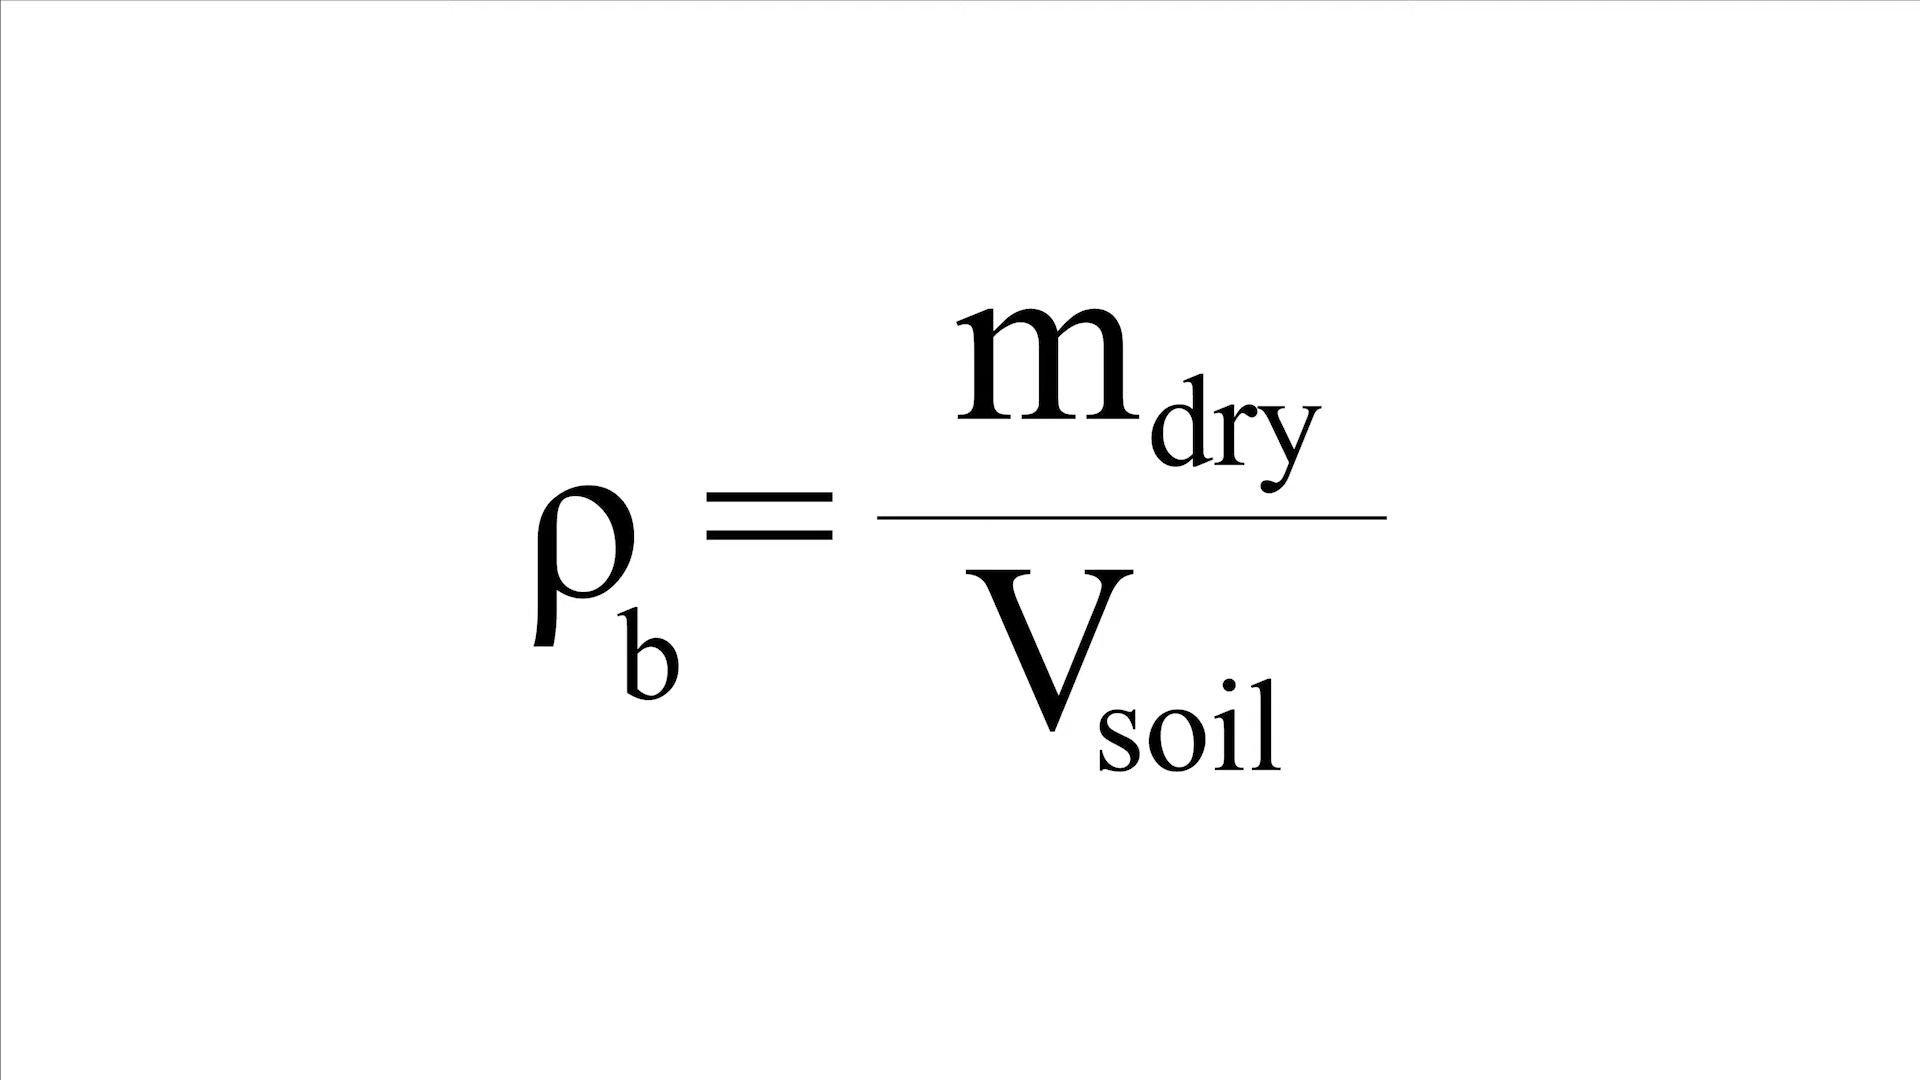 ρb = mdry / Vsoil